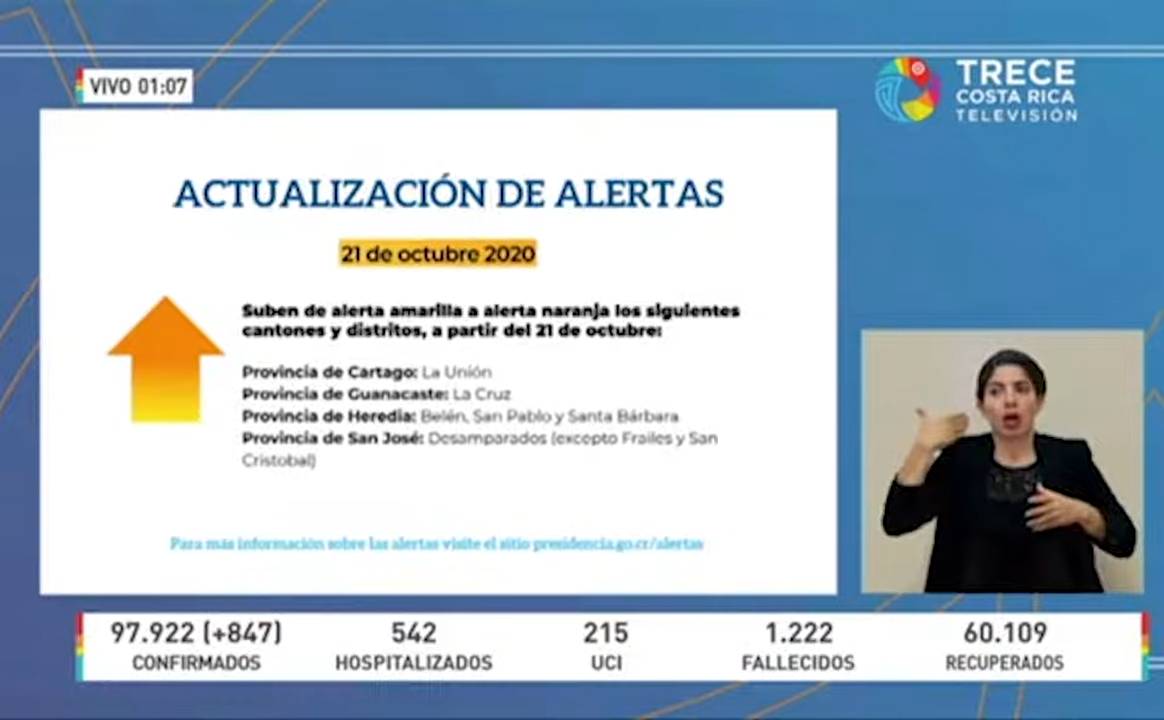 VIVO 01:07
TRECE
COSTA RICA
TELEVISIÓN
ACTUALIZACIÓN DE ALERTAS
21 de octubre 2020
Suben de alerta amarilla a alerta naranja los siguientes
cantones y distritos, a partir del 21 de octubre:
Provincia de Cartago: La Unión
Provincia de Guanacaste: La Cruz
Provincia de Heredia: Belén, San Pablo y Santa Bárbara
Provincia de San José: Desamparados (excepto Frailes y San
Cristobal)
Para más información sobre las alertas visite el sitio presidencia.go.cr/alertas
97.922 (+847) 542 215 1.222 60.109
CONFIRMADOS HOSPITALIZADOS UCI FALLECIDOS RECUPERADOS